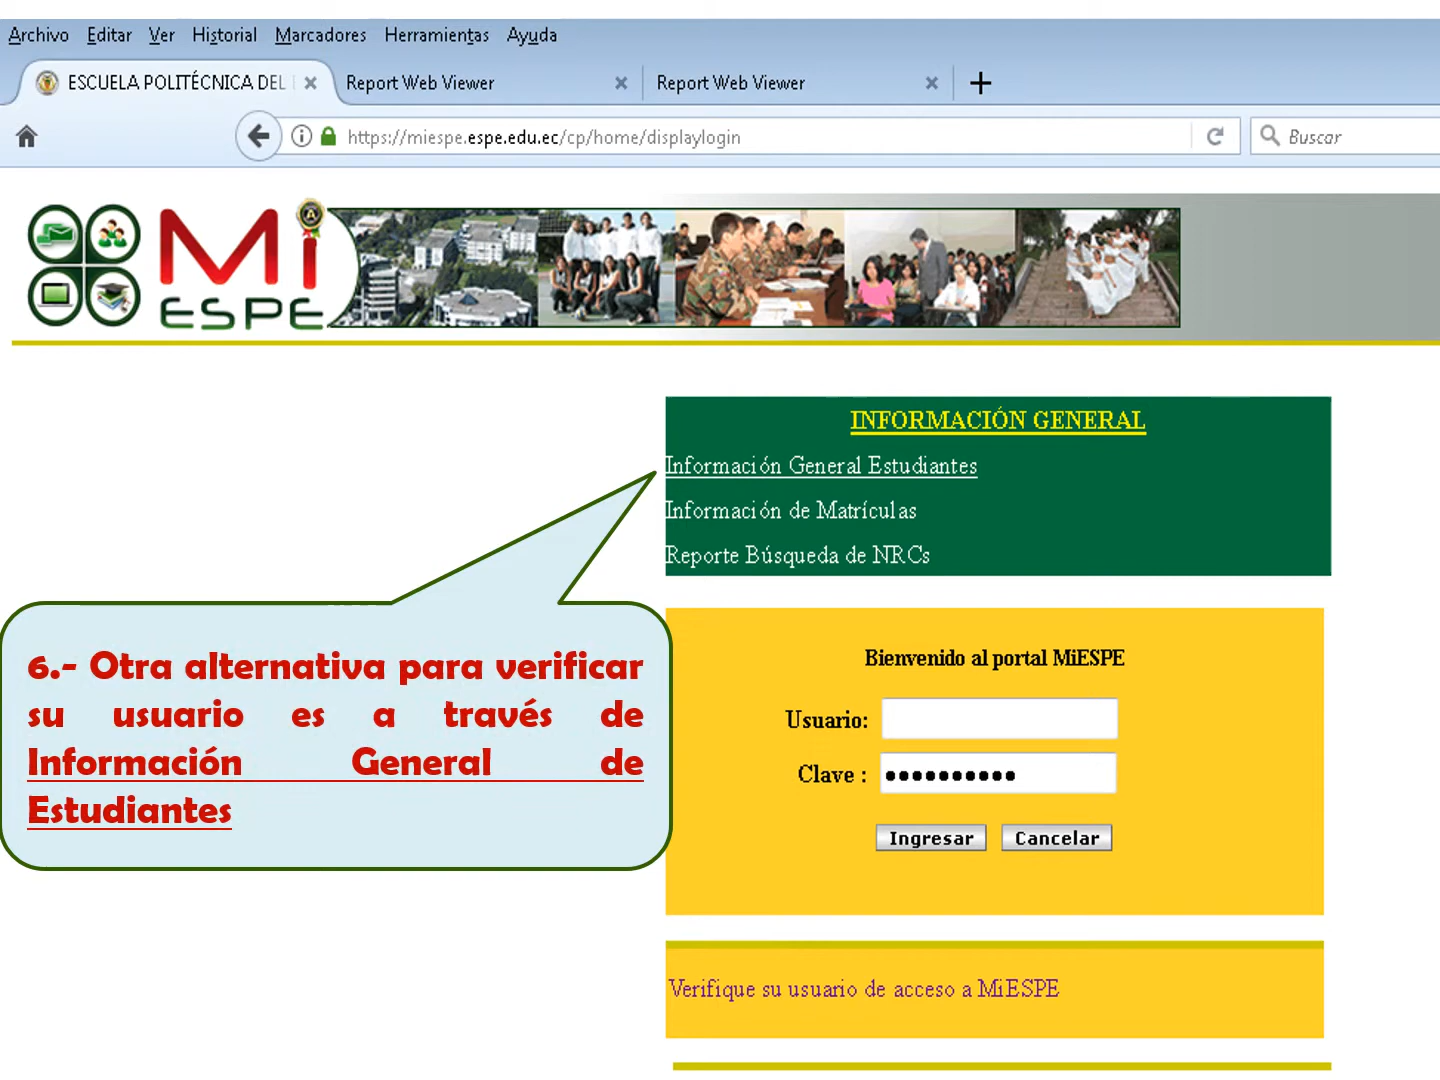 Archivo Editar Ver Historial Marcadores Herramientas Ayuda
ESCUELA POLITÉCNICA DEL
Report Web Viewer
Report Web Viewer
https://miespe.espe.edu.ec/cp/home/displaylogin
Buscar
Mi
ESPE
INFORMACIÓN GENERAL
Información General Estudiantes
Información de Matrículas
Reporte Búsqueda de NRCs
6.- Otra alternativa para verificar
su usuario es a través de
Información General de
Estudiantes
Bienvenido al portal MiESPE
Usuario:
Clave :
Ingresar Cancelar
Verifique su usuario de acceso a MiESPE